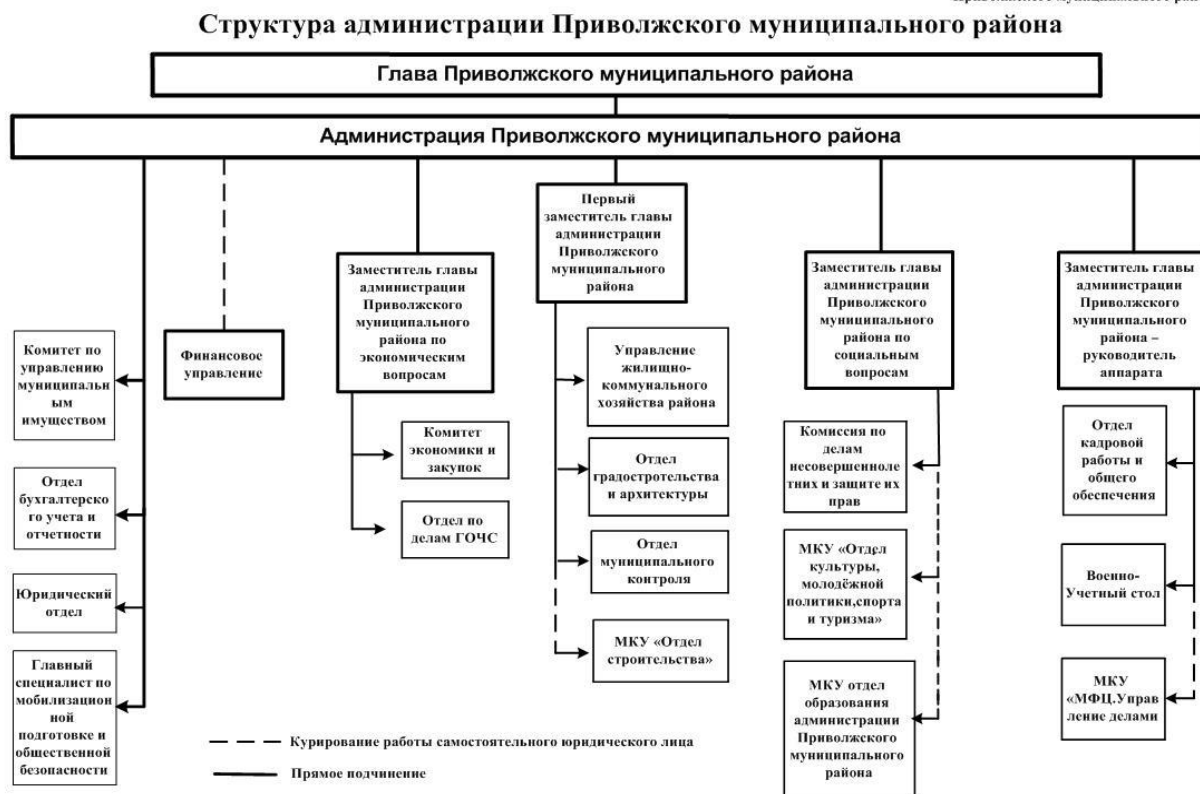 Структура администрации Приволжского муниципального района
Глава Приволжского муниципального района
Администрация Приволжского муниципального района
Комитет по
управлению
муниципальн
ым
имуществом
Отдел
бухгалтерско
го учета и
отчетности
Юридический
отдел
Главный
специалист по
мобилизацион
ной
подготовке и
общественной
безопасности
Финансовое
управление
Заместитель главы
администрации
Приволжского
муниципального
района по
экономическим
вопросам
Комитет
экономики и
закупок
Отдел по
делам ГОЧС
Первый
заместитель главы
администрации
Приволжского
муниципального
района
Управление
жилищно-
коммунального
хозяйства района
Отдел
градостротельства
и архитектуры
Отдел
муниципального
контроля
МКУ «Отдел
строительства»
Заместитель главы
администрации
Приволжского
муниципального
района по
социальным
вопросам
Комиссия по
делам
несовершенноле
тних и защите их
прав
МКУ «Отдел
культуры,
молодёжной
политики,спорта
и туризма»
МКУ отдел
образования
администрации
Приволжского
муниципального
района
Заместитель главы
администрации
Приволжского
муниципального
района –
руководитель
аппарата
Отдел
кадровой
работы и
общего
обеспечения
Военно-
Учетный стол
МКУ
«МФЦ.Управ
ление делами
Курирование работы самостоятельного юридического лица
Прямое подчинение